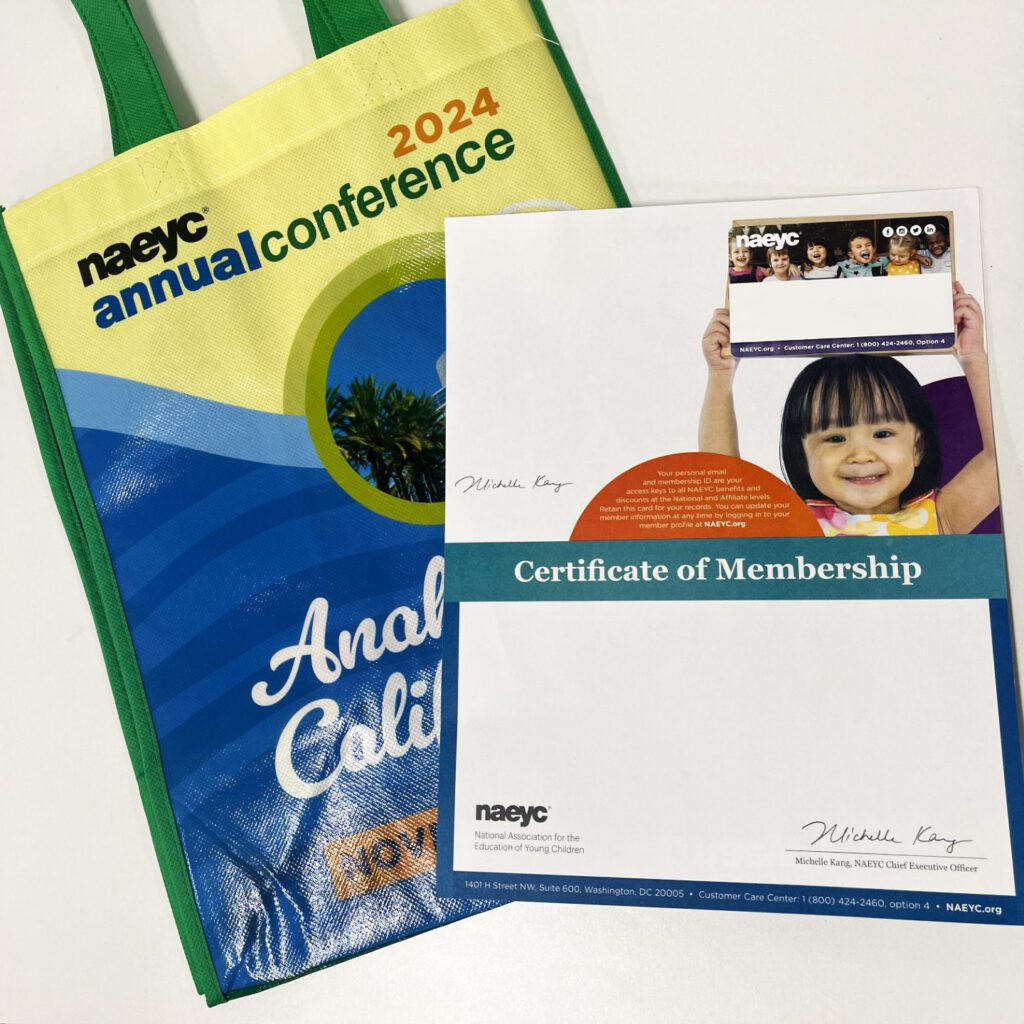 2024
naeyc®
annualconference
Anah
Calif
NOVE
naeyc®
NAEYC.org • Customer Care Center: 1 (800) 424-2460, Option 4
Michelle Kang
Your personal email
and membership ID are your
access keys to all NAEYC benefits and
discounts at the National and Affiliate levels.
Retain this card for your records. You can update your
member information at any time by logging in to your
member profile at NAEYC.org
Certificate of Membership
naeyc®
National Association for the
Education of Young Children
Michelle Kang
Michelle Kang, NAEYC Chief Executive Officer
1401 H Street NW, Suite 600, Washington, DC 20005 • Customer Care Center: 1 (800) 424-2460, option 4 • NAEYC.org